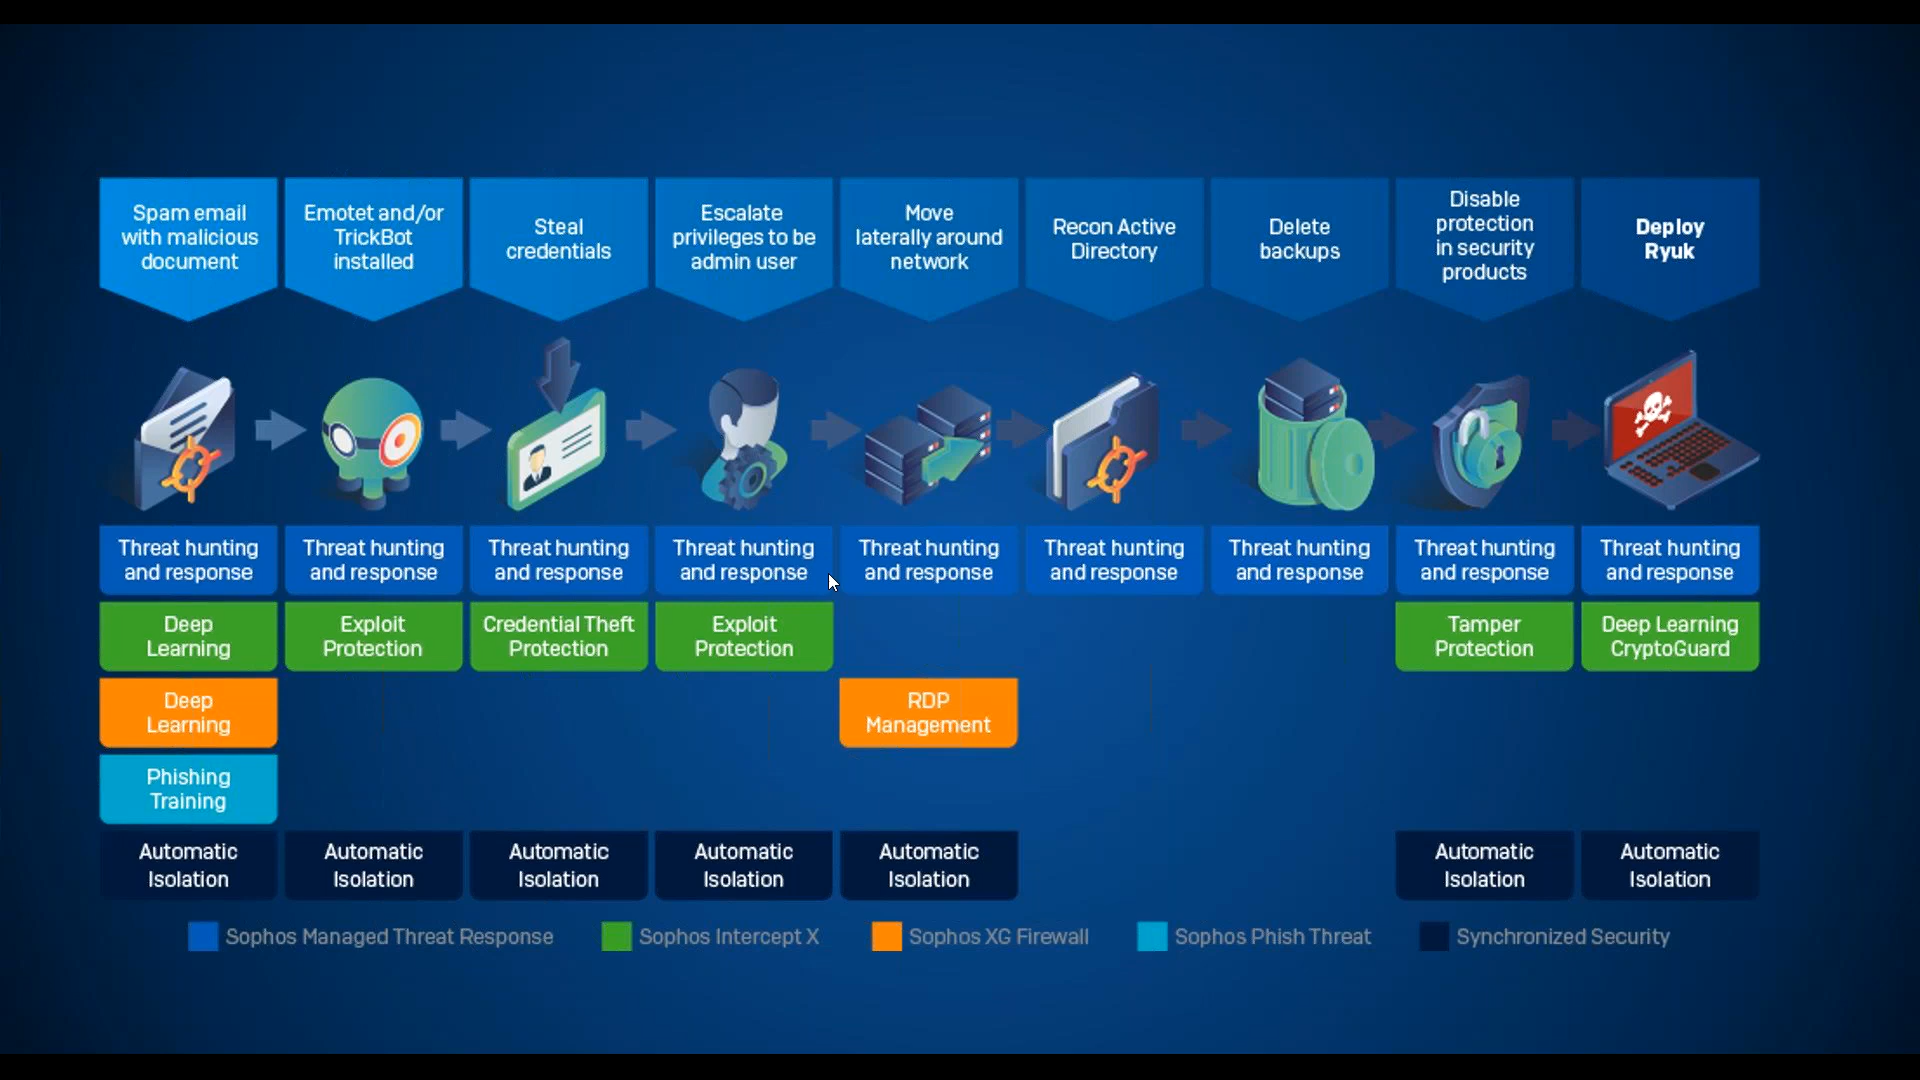 Spam email
with malicious
document
Emotet and/or
TrickBot
installed
Steal
credentials
Escalate
privileges to be
admin user
Move
laterally around
network
Recon Active
Directory
Delete
backups
Disable
protection
in security
products
Deploy
Ryuk
Threat hunting
and response
Threat hunting
and response
Threat hunting
and response
Threat hunting
and response
Threat hunting
and response
Threat hunting
and response
Threat hunting
and response
Threat hunting
and response
Threat hunting
and response
Deep
Learning
Exploit
Protection
Credential Theft
Protection
Exploit
Protection
Tamper
Protection
Deep Learning
CryptoGuard
Deep
Learning
RDP
Management
Phishing
Training
Automatic
Isolation
Automatic
Isolation
Automatic
Isolation
Automatic
Isolation
Automatic
Isolation
Automatic
Isolation
Automatic
Isolation
Sophos Managed Threat Response
Sophos Intercept X
Sophos XG Firewall
Sophos Phish Threat
Synchronized Security